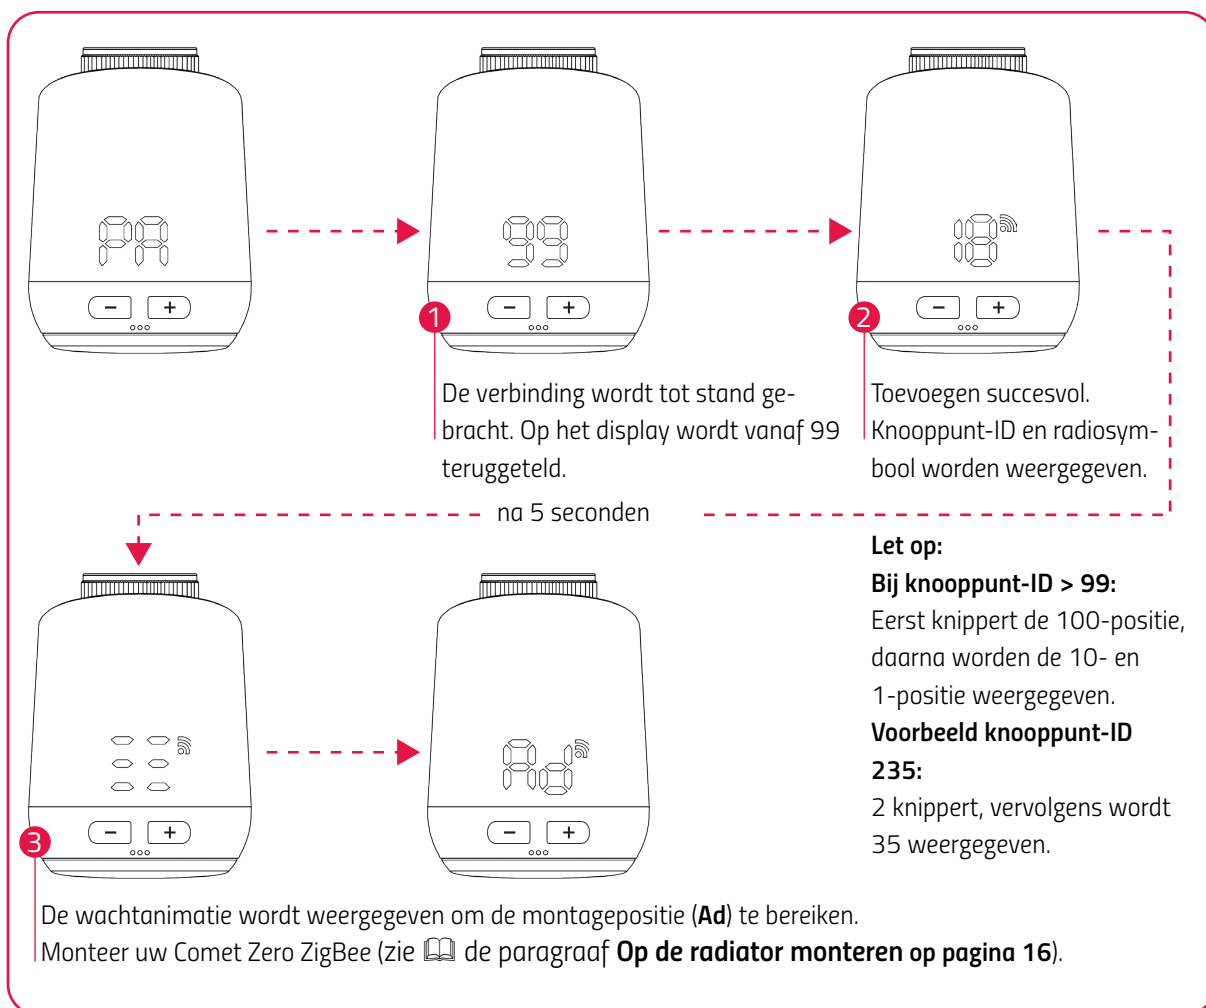 PA
99
18
− +
− +
− +
1
2
De verbinding wordt tot stand ge-
bracht. Op het display wordt vanaf 99
teruggeteld.
Toevoegen succesvol.
Knooppunt-ID en radiosym-
bool worden weergegeven.
na 5 seconden
Let op:
Bij knooppunt-ID > 99:
Eerst knippert de 100-positie,
daarna worden de 10- en
1-positie weergegeven.
Voorbeeld knooppunt-ID
235:
2 knippert, vervolgens wordt
35 weergegeven.
Ad
− +
− +
3
De wachtanimatie wordt weergegeven om de montagepositie (Ad) te bereiken.
Monteer uw Comet Zero ZigBee (zie 📖 de paragraaf Op de radiator monteren op pagina 16).